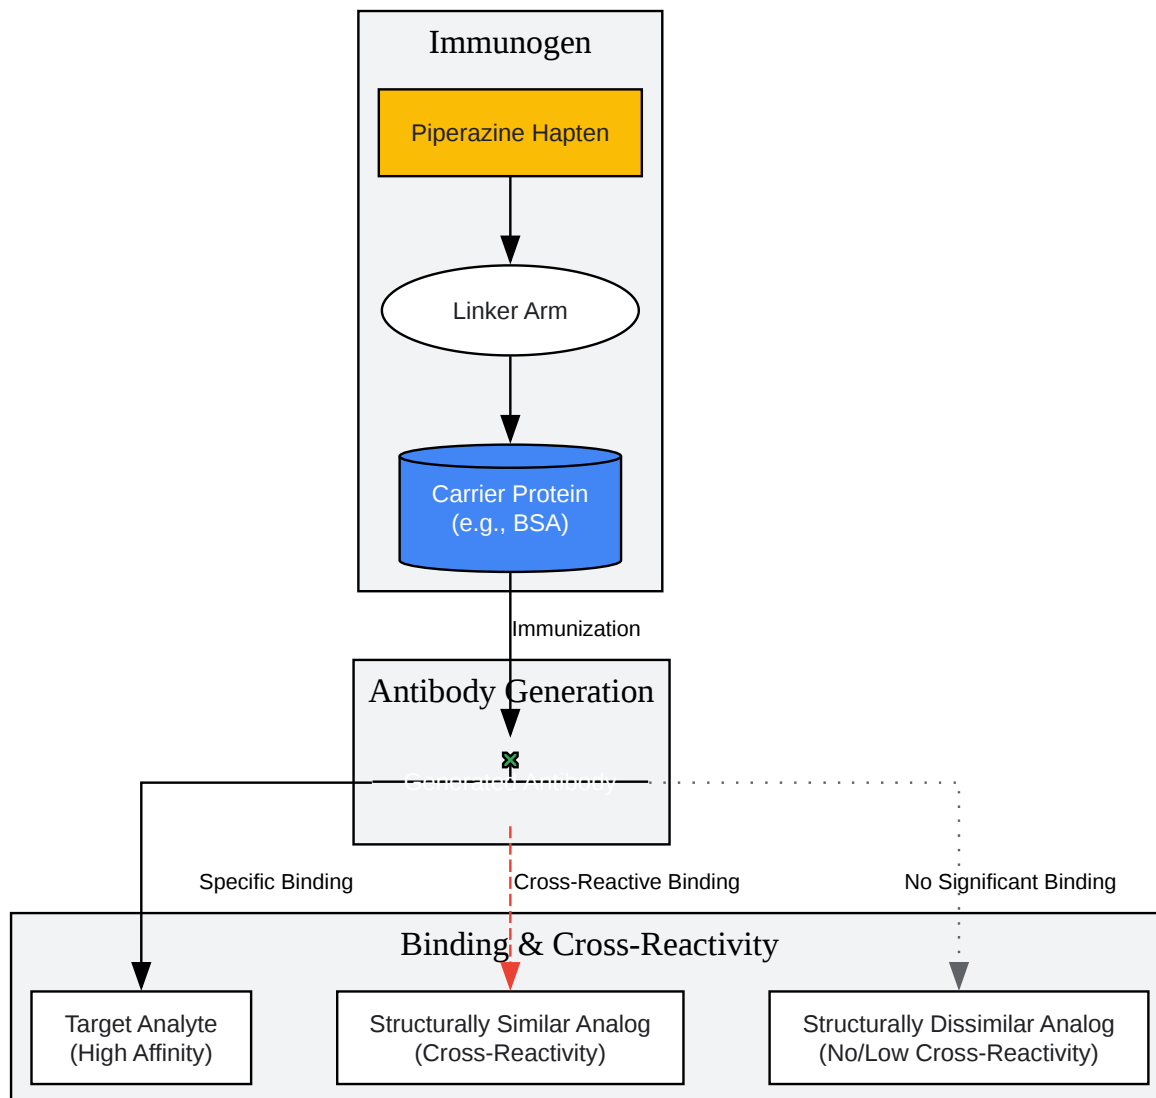 Immunogen
Piperazine Hapten
Linker Arm
Carrier Protein
(e.g., BSA)
Immunization
Antibody Generation
Generated Antibody
Specific Binding
Cross-Reactive Binding
No Significant Binding
Binding & Cross-Reactivity
Target Analyte
(High Affinity)
Structurally Similar Analog
(Cross-Reactivity)
Structurally Dissimilar Analog
(No/Low Cross-Reactivity)